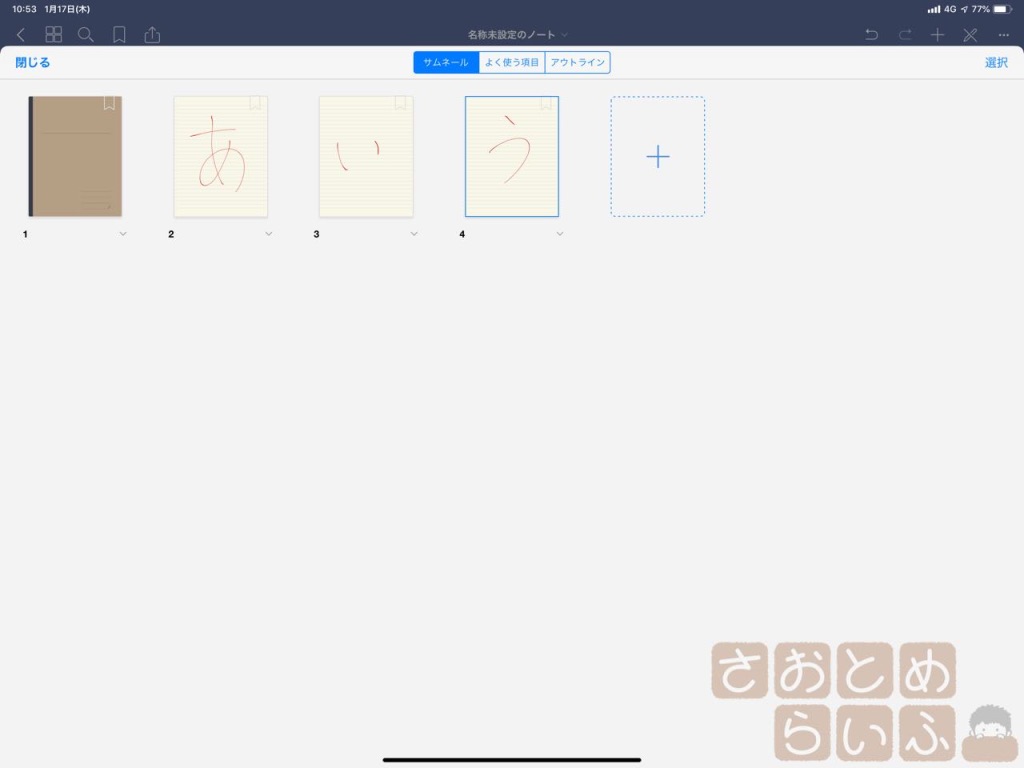 10:53 1月17日(木) 4G 77%
名称未設定のノート
閉じる サムネール よく使う項目 アウトライン 選択
あ い う
1 2 3 4
さおとめ
らいふ